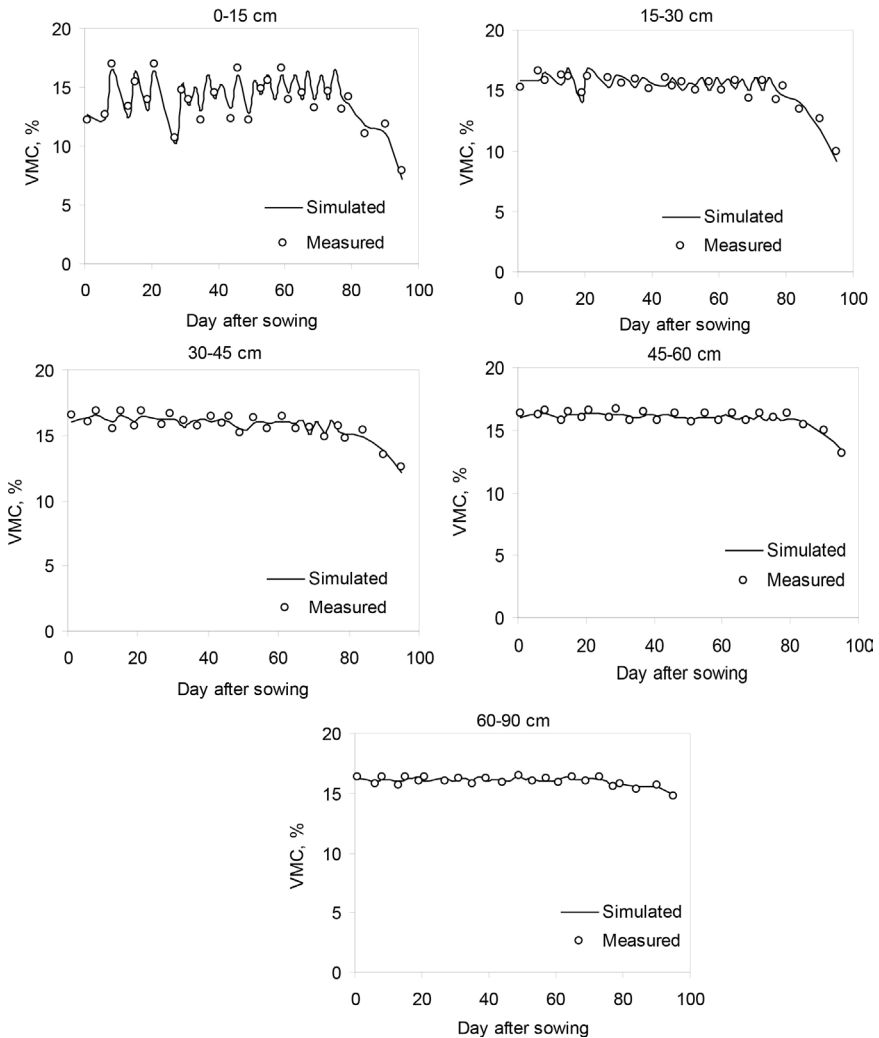 0-15 cm
20
15
10
5
0
VMC, %
Simulated
Measured
0 20 40 60 80 100
Day after sowing
15-30 cm
20
15
10
5
0
VMC, %
Simulated
Measured
0 20 40 60 80 100
Day after sowing
30-45 cm
20
15
10
5
0
VMC, %
Simulated
Measured
0 20 40 60 80 100
Day after sowing
45-60 cm
20
15
10
5
0
VMC, %
Simulated
Measured
0 20 40 60 80 100
Day after sowing
60-90 cm
20
15
10
5
0
VMC, %
Simulated
Measured
0 20 40 60 80 100
Day after sowing